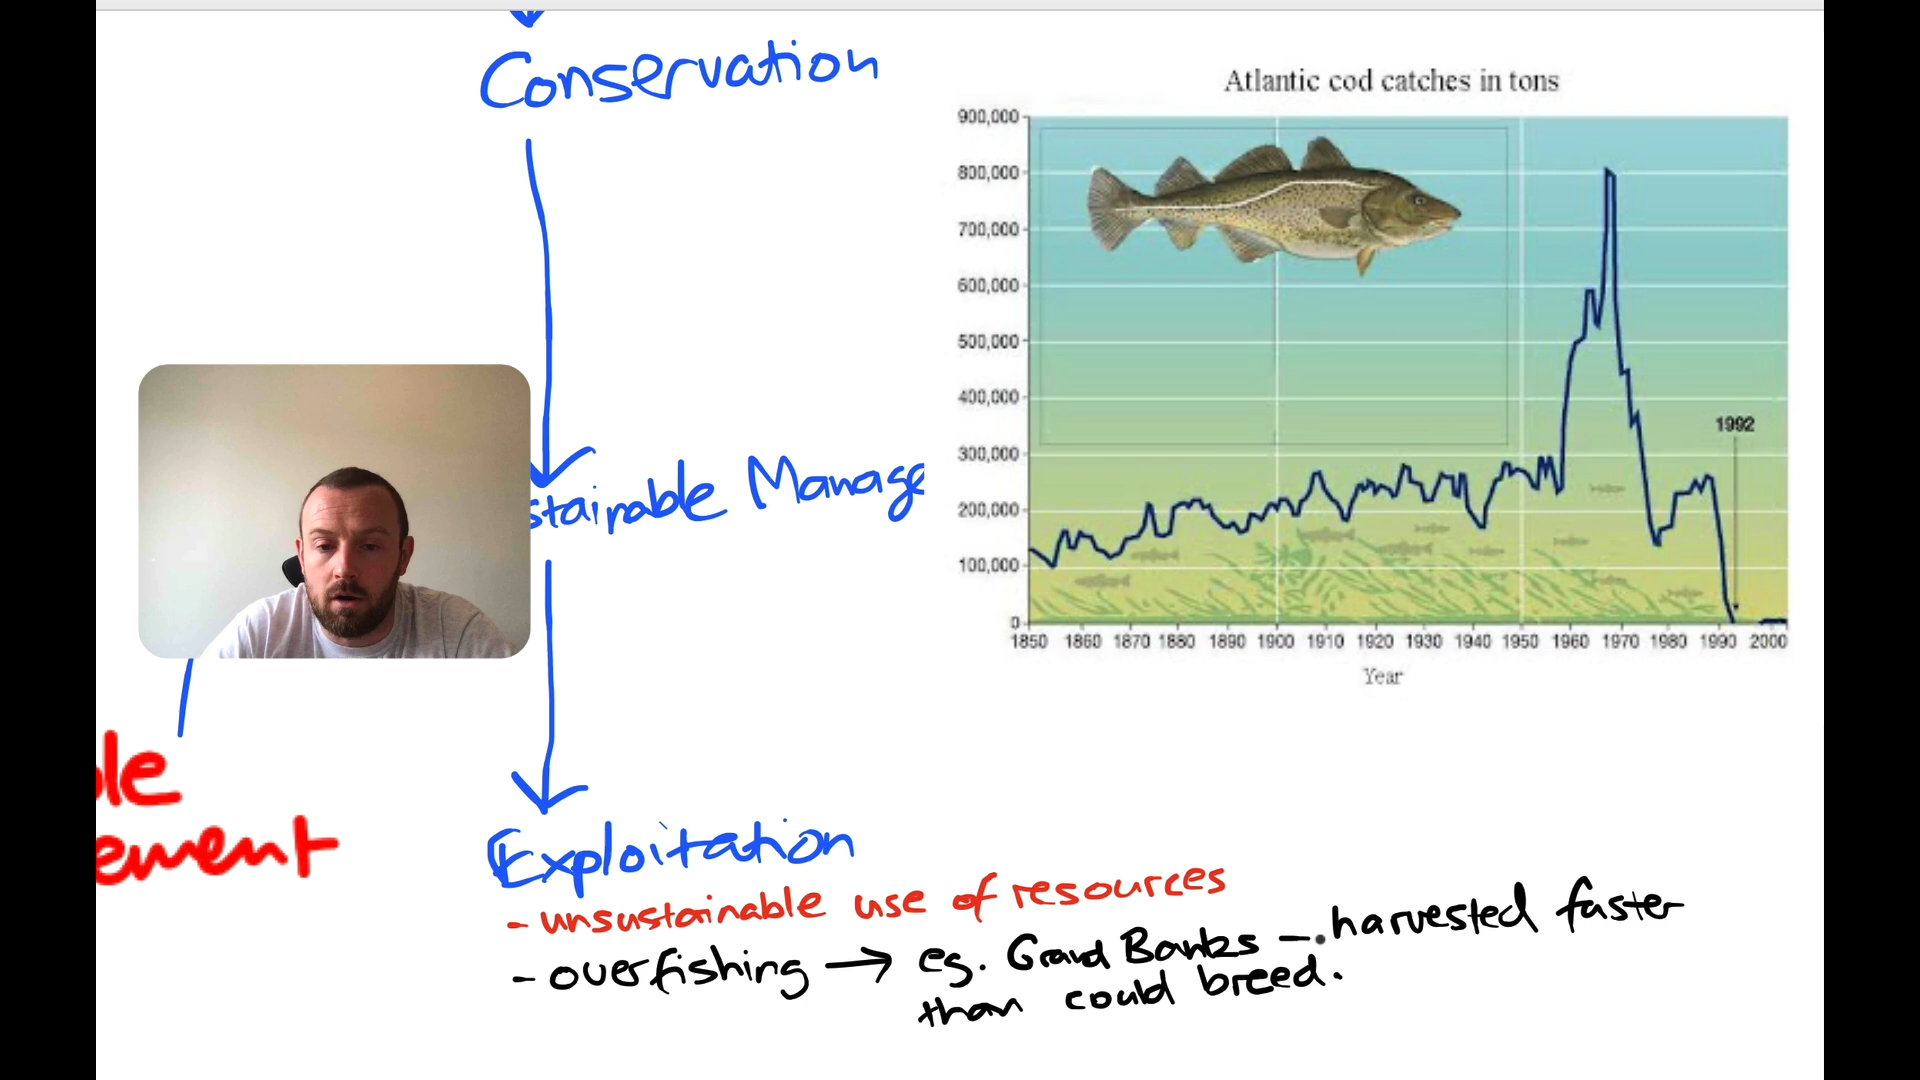 Conservation
Atlantic cod catches in tons
900,000
800,000
700,000
600,000
500,000
400,000
300,000
200,000
100,000
0
1992
1850 1860 1870 1880 1890 1900 1910 1920 1930 1940 1950 1960 1970 1980 1990 2000
Year
stainable Manage
le
ement
Exploitation
- unsustainable use of resources
- overfishing → eg. Grand Banks - harvested faster
than could breed.